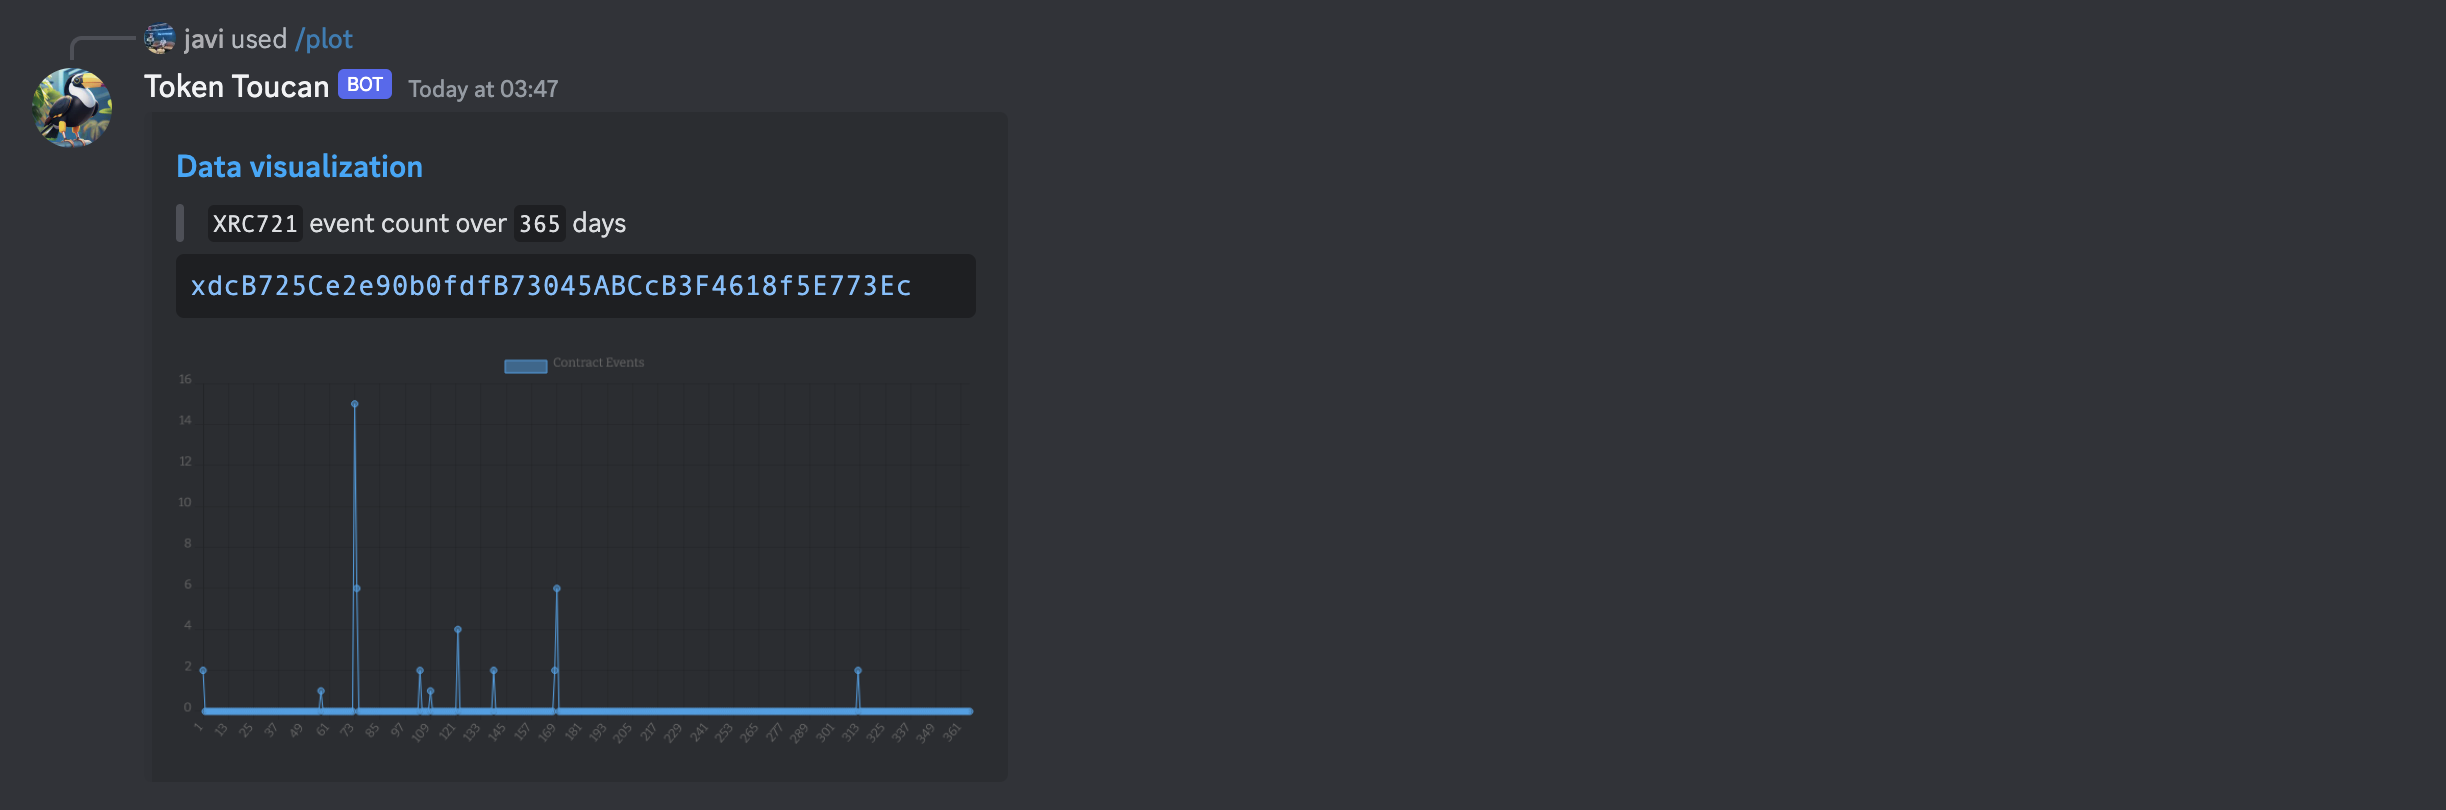 javi used /plot
Token Toucan BOT Today at 03:47
Data visualization
XRC721 event count over 365 days
xdcB725Ce2e90b0fdfB73045ABCcB3F4618f5E773Ec
Contract Events
16
14
12
10
8
6
4
2
0
1 13 25 37 49 61 73 85 97 109 121 133 145 157 169 181 193 205 217 229 241 253 265 277 289 301 313 325 337 349 361